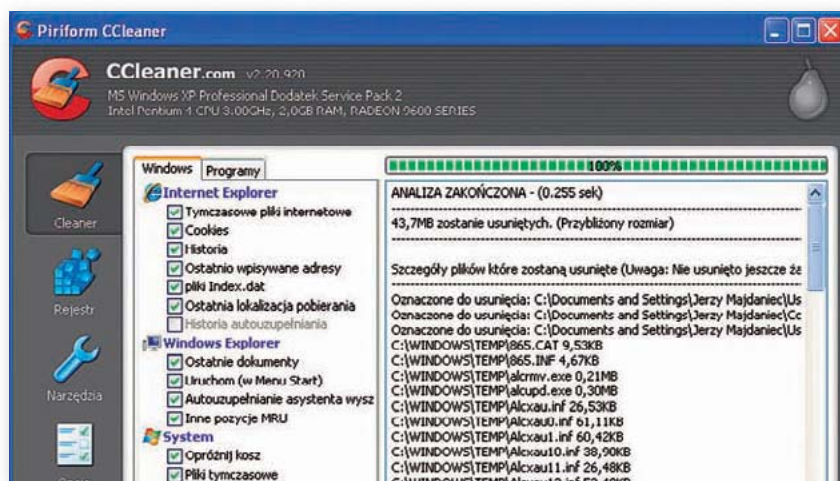 Piriform CCleaner
CCleaner.com v2.20.920
MS Windows XP Professional Dodatek Service Pack 2
Intel Pentium 4 CPU 3.00GHz, 2,0GB RAM, RADEON 9600 SERIES
Cleaner
Rejestr
Narzędzia
Windows Programy
Internet Explorer
Tymczasowe pliki internetowe
Cookies
Historia
Ostatnio wpisywane adresy
pliki Index.dat
Ostatnia lokalizacja pobierania
Historia autouzupełniania
Windows Explorer
Ostatnie dokumenty
Uruchom (w Menu Start)
Autouzupełnianie asystenta wysz
Inne pozycje MRU
System
Opróżnij kosz
Pliki tymczasowe
100%
ANALIZA ZAKOŃCZONA - (0.255 sek)
43,7MB zostanie usuniętych. (Przybliżony rozmiar)
Szczegóły plików które zostaną usunięte (Uwaga: Nie usunięto jeszcze ża
Oznaczone do usunięcia: C:\Documents and Settings\Jerzy Majdaniec\Us
Oznaczone do usunięcia: C:\Documents and Settings\Jerzy Majdaniec\Cc
Oznaczone do usunięcia: C:\Documents and Settings\Jerzy Majdaniec\Us
C:\WINDOWS\TEMP\865.CAT 9,53KB
C:\WINDOWS\TEMP\865.INF 4,67KB
C:\WINDOWS\TEMP\alcrmv.exe 0,21MB
C:\WINDOWS\TEMP\alcupd.exe 0,30MB
C:\WINDOWS\TEMP\Alcxau.inf 26,53KB
C:\WINDOWS\TEMP\Alcxau0.inf 61,11KB
C:\WINDOWS\TEMP\Alcxau1.inf 60,42KB
C:\WINDOWS\TEMP\Alcxau10.inf 38,90KB
C:\WINDOWS\TEMP\Alcxau11.inf 26,48KB